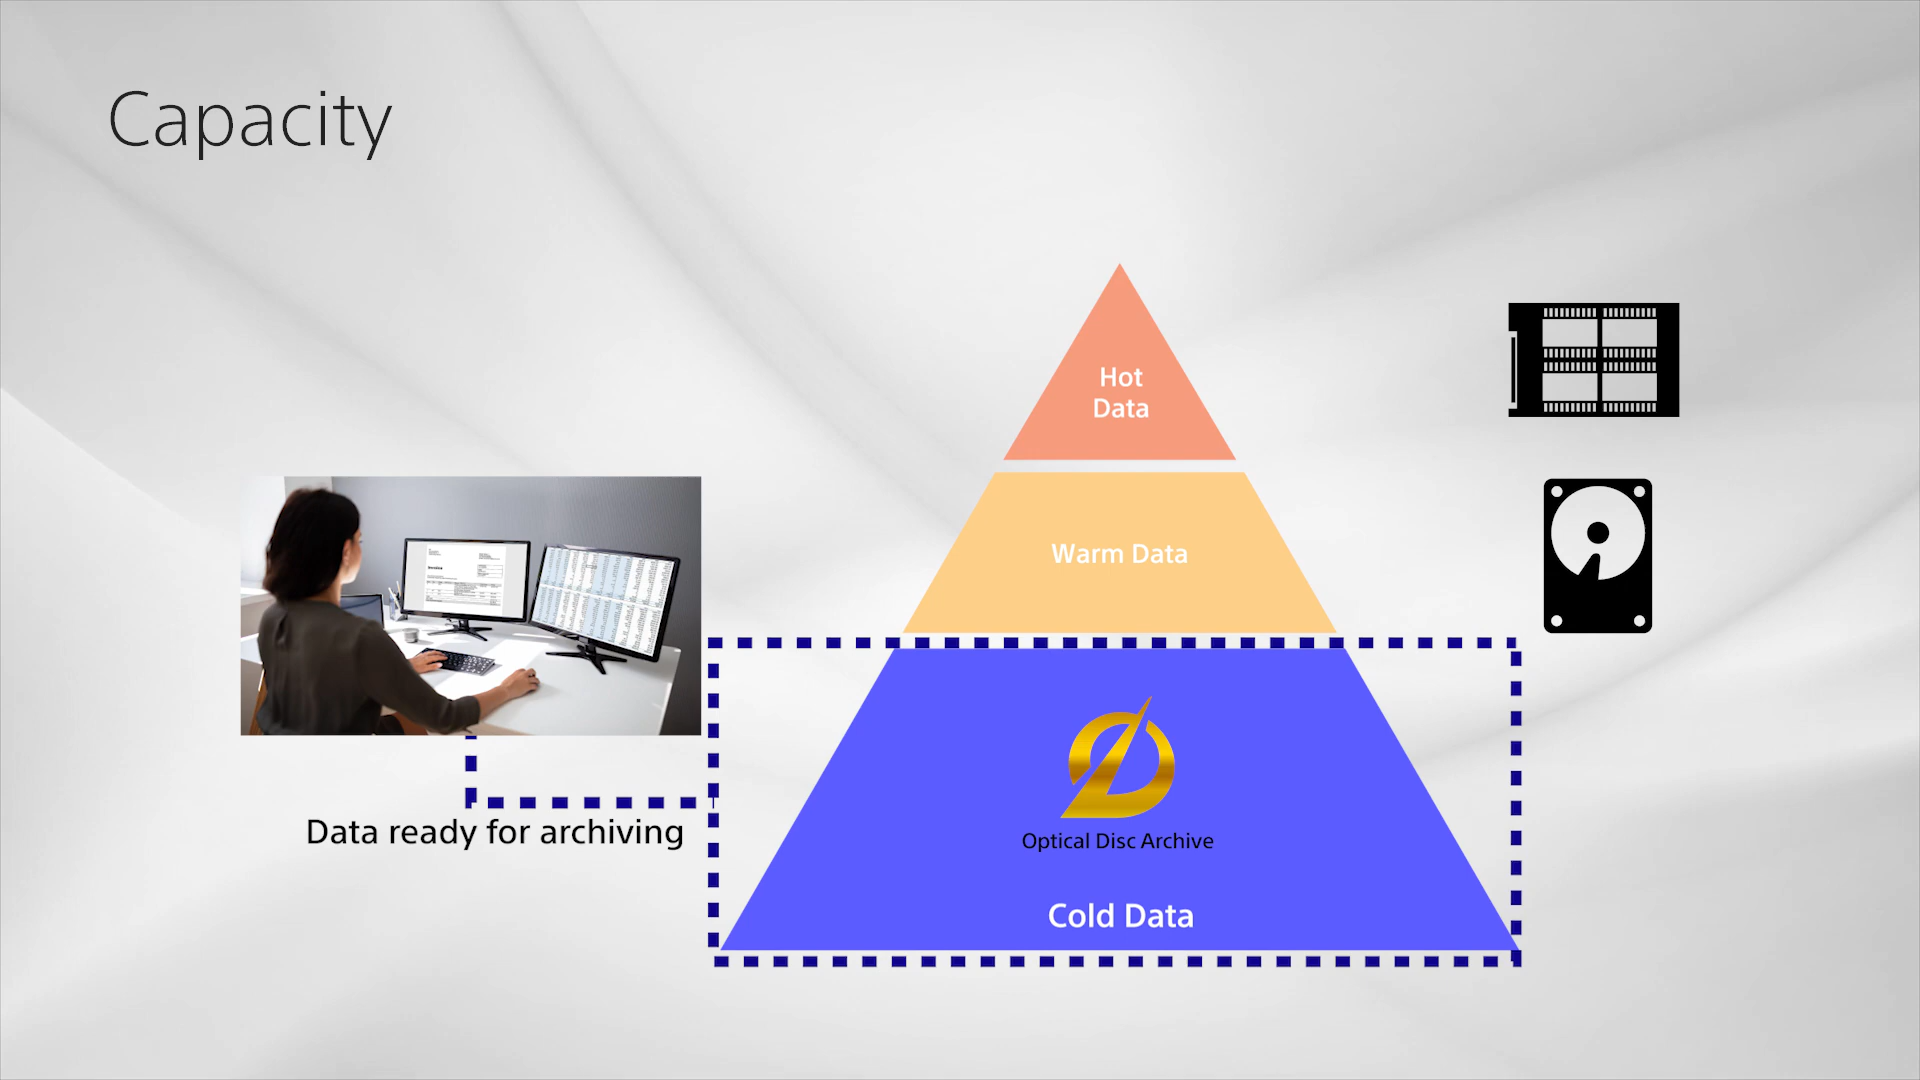 Capacity
Hot
Data
Warm Data
Data ready for archiving
Optical Disc Archive
Cold Data